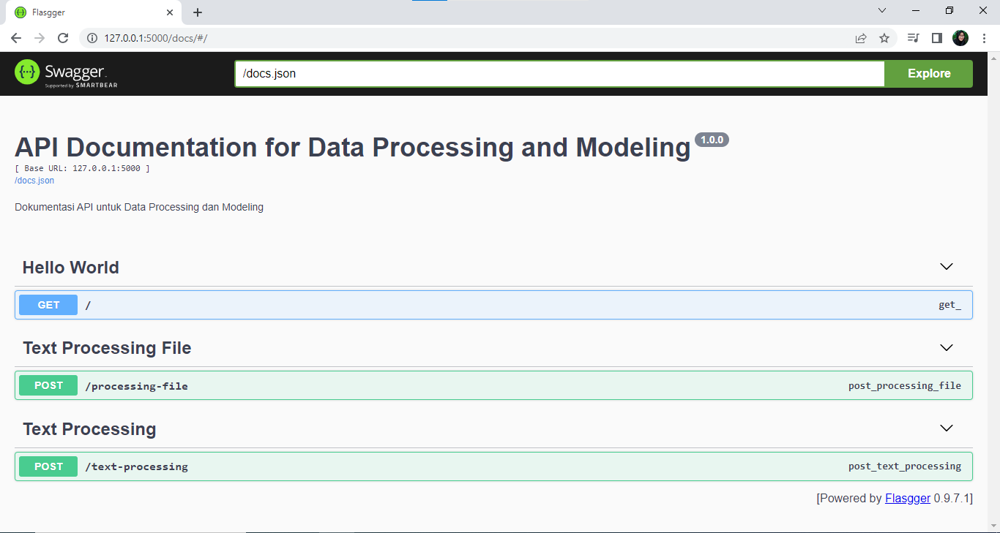 Flasgger
127.0.0.1:5000/docs/#/
Swagger.
Supported by SMARTBEAR
/docs.json
Explore
API Documentation for Data Processing and Modeling 1.0.0
[ Base URL: 127.0.0.1:5000 ]
/docs.json
Dokumentasi API untuk Data Processing dan Modeling
Hello World
GET / get_
Text Processing File
POST /processing-file post_processing_file
Text Processing
POST /text-processing post_text_processing
[Powered by Flasgger 0.9.7.1]